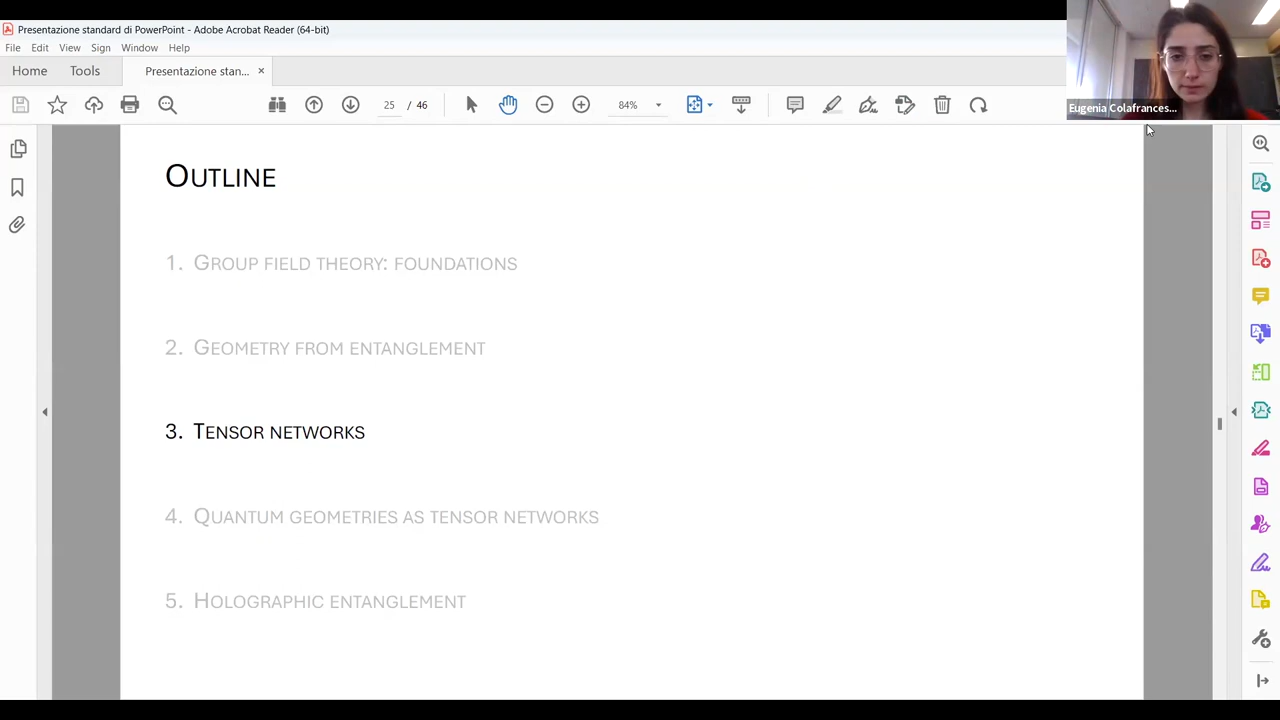 Presentazione standard di PowerPoint - Adobe Acrobat Reader (64-bit)
File Edit View Sign Window Help
Home Tools Presentazione stan... ×
25 / 46 84%
Eugenia Colafrances...
OUTLINE
1. GROUP FIELD THEORY: FOUNDATIONS
2. GEOMETRY FROM ENTANGLEMENT
3. TENSOR NETWORKS
4. QUANTUM GEOMETRIES AS TENSOR NETWORKS
5. HOLOGRAPHIC ENTANGLEMENT